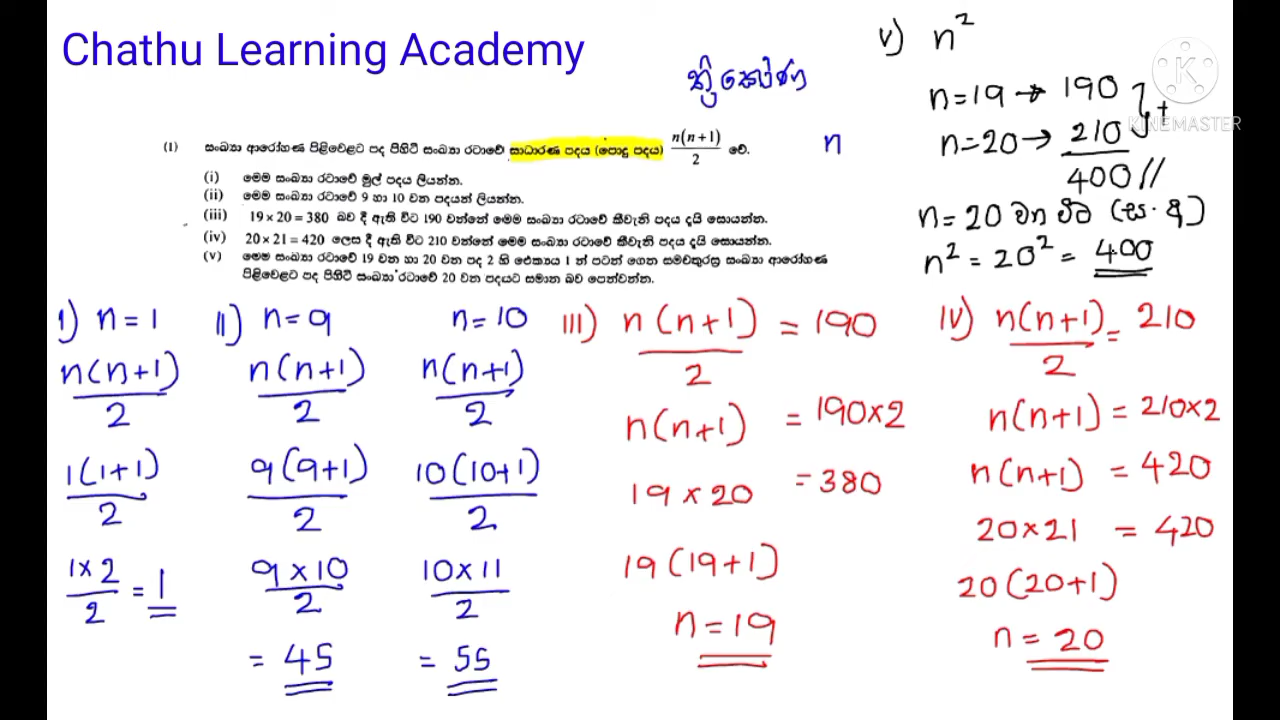 Chathu Learning Academy
ත්‍රිකෝණ
n
(1) සංඛ්‍යා ආරෝහණ පිළිවෙළට පද පිහිටි සංඛ්‍යා රටාවේ සාධාරණ පදය (පොදු පදය) n(n+1)/2 වේ.
(i) මෙම සංඛ්‍යා රටාවේ මුල් පදය ලියන්න.
(ii) මෙම සංඛ්‍යා රටාවේ 9 හා 10 වන පදයන් ලියන්න.
(iii) 19 × 20 = 380 බව දී ඇති විට 190 වන්නේ මෙම සංඛ්‍යා රටාවේ කීවැනි පදය දැයි සොයන්න.
(iv) 20 × 21 = 420 ලෙස දී ඇති විට 210 වන්නේ මෙම සංඛ්‍යා රටාවේ කීවැනි පදය දැයි සොයන්න.
(v) මෙම සංඛ්‍යා රටාවේ 19 වන හා 20 වන පද 2 හි ඓක්‍යය 1 න් පටන් ගෙන සමචතුරස්‍ර සංඛ්‍යා ආරෝහණ
පිළිවෙළට පද පිහිටි සංඛ්‍යා රටාවේ 20 වන පදයට සමාන බව පෙන්වන්න.
v) n²
n=19 → 190
n=20 → 210
+
400//
n=20 වන විට (ස. ඉ)
n² = 20² = 400
K
KINEMASTER
I) n=1
n(n+1)/2
1(1+1)/2
1×2/2 = 1
II) n=9
n(n+1)/2
9(9+1)/2
9×10/2
= 45
n=10
n(n+1)/2
10(10+1)/2
10×11/2
= 55
III) n(n+1)/2 = 190
n(n+1) = 190×2
19×20 = 380
19(19+1)
n=19
IV) n(n+1)/2 = 210
n(n+1) = 210×2
n(n+1) = 420
20×21 = 420
20(20+1)
n = 20